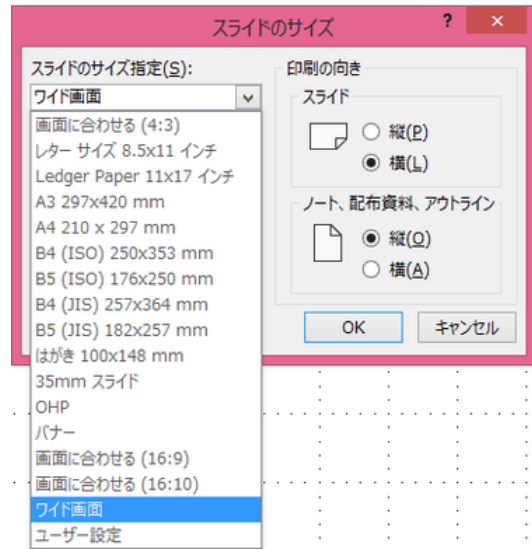 スライドのサイズ
? ×
スライドのサイズ指定(S):
ワイド画面
画面に合わせる (4:3)
レター サイズ 8.5x11 インチ
Ledger Paper 11x17 インチ
A3 297x420 mm
A4 210 x 297 mm
B4 (ISO) 250x353 mm
B5 (ISO) 176x250 mm
B4 (JIS) 257x364 mm
B5 (JIS) 182x257 mm
はがき 100x148 mm
35mm スライド
OHP
バナー
画面に合わせる (16:9)
画面に合わせる (16:10)
ワイド画面
ユーザー設定
印刷の向き
スライド
縦(P)
横(L)
ノート、配布資料、アウトライン
縦(O)
横(A)
OK
キャンセル